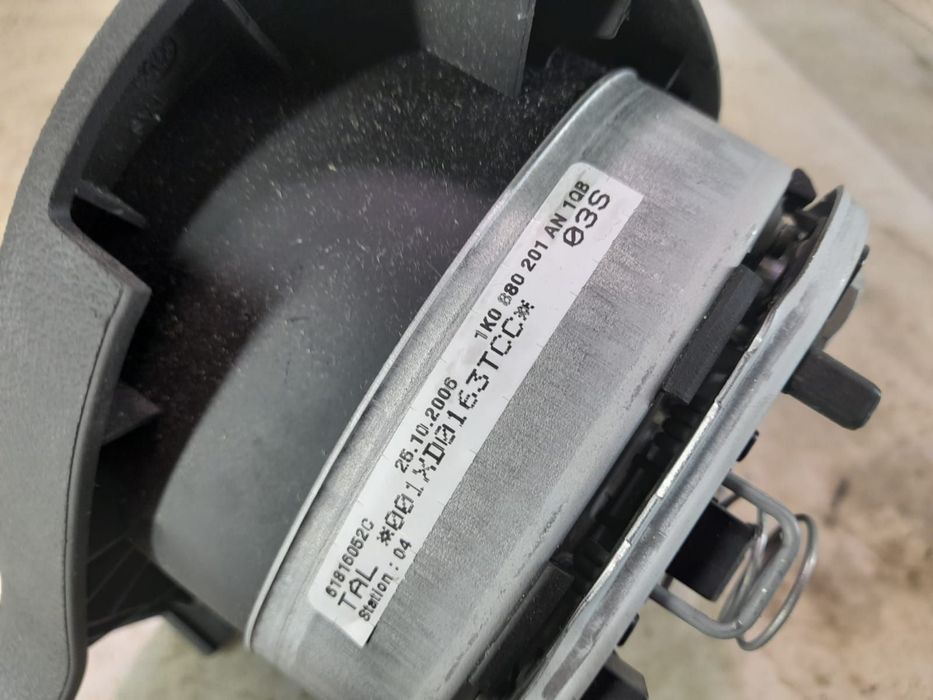 61816052C 25.10.2006 1K0 880 201 AN 1QB
TAL *001XD0163TCC* 03S
Station : 04